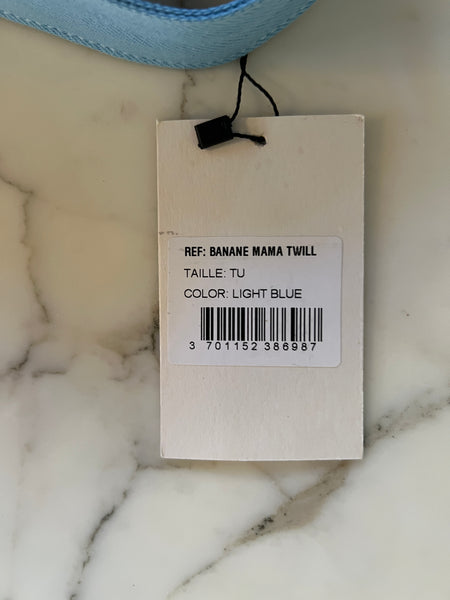 REF: BANANE MAMA TWILL
TAILLE: TU
COLOR: LIGHT BLUE
3 701152 386987